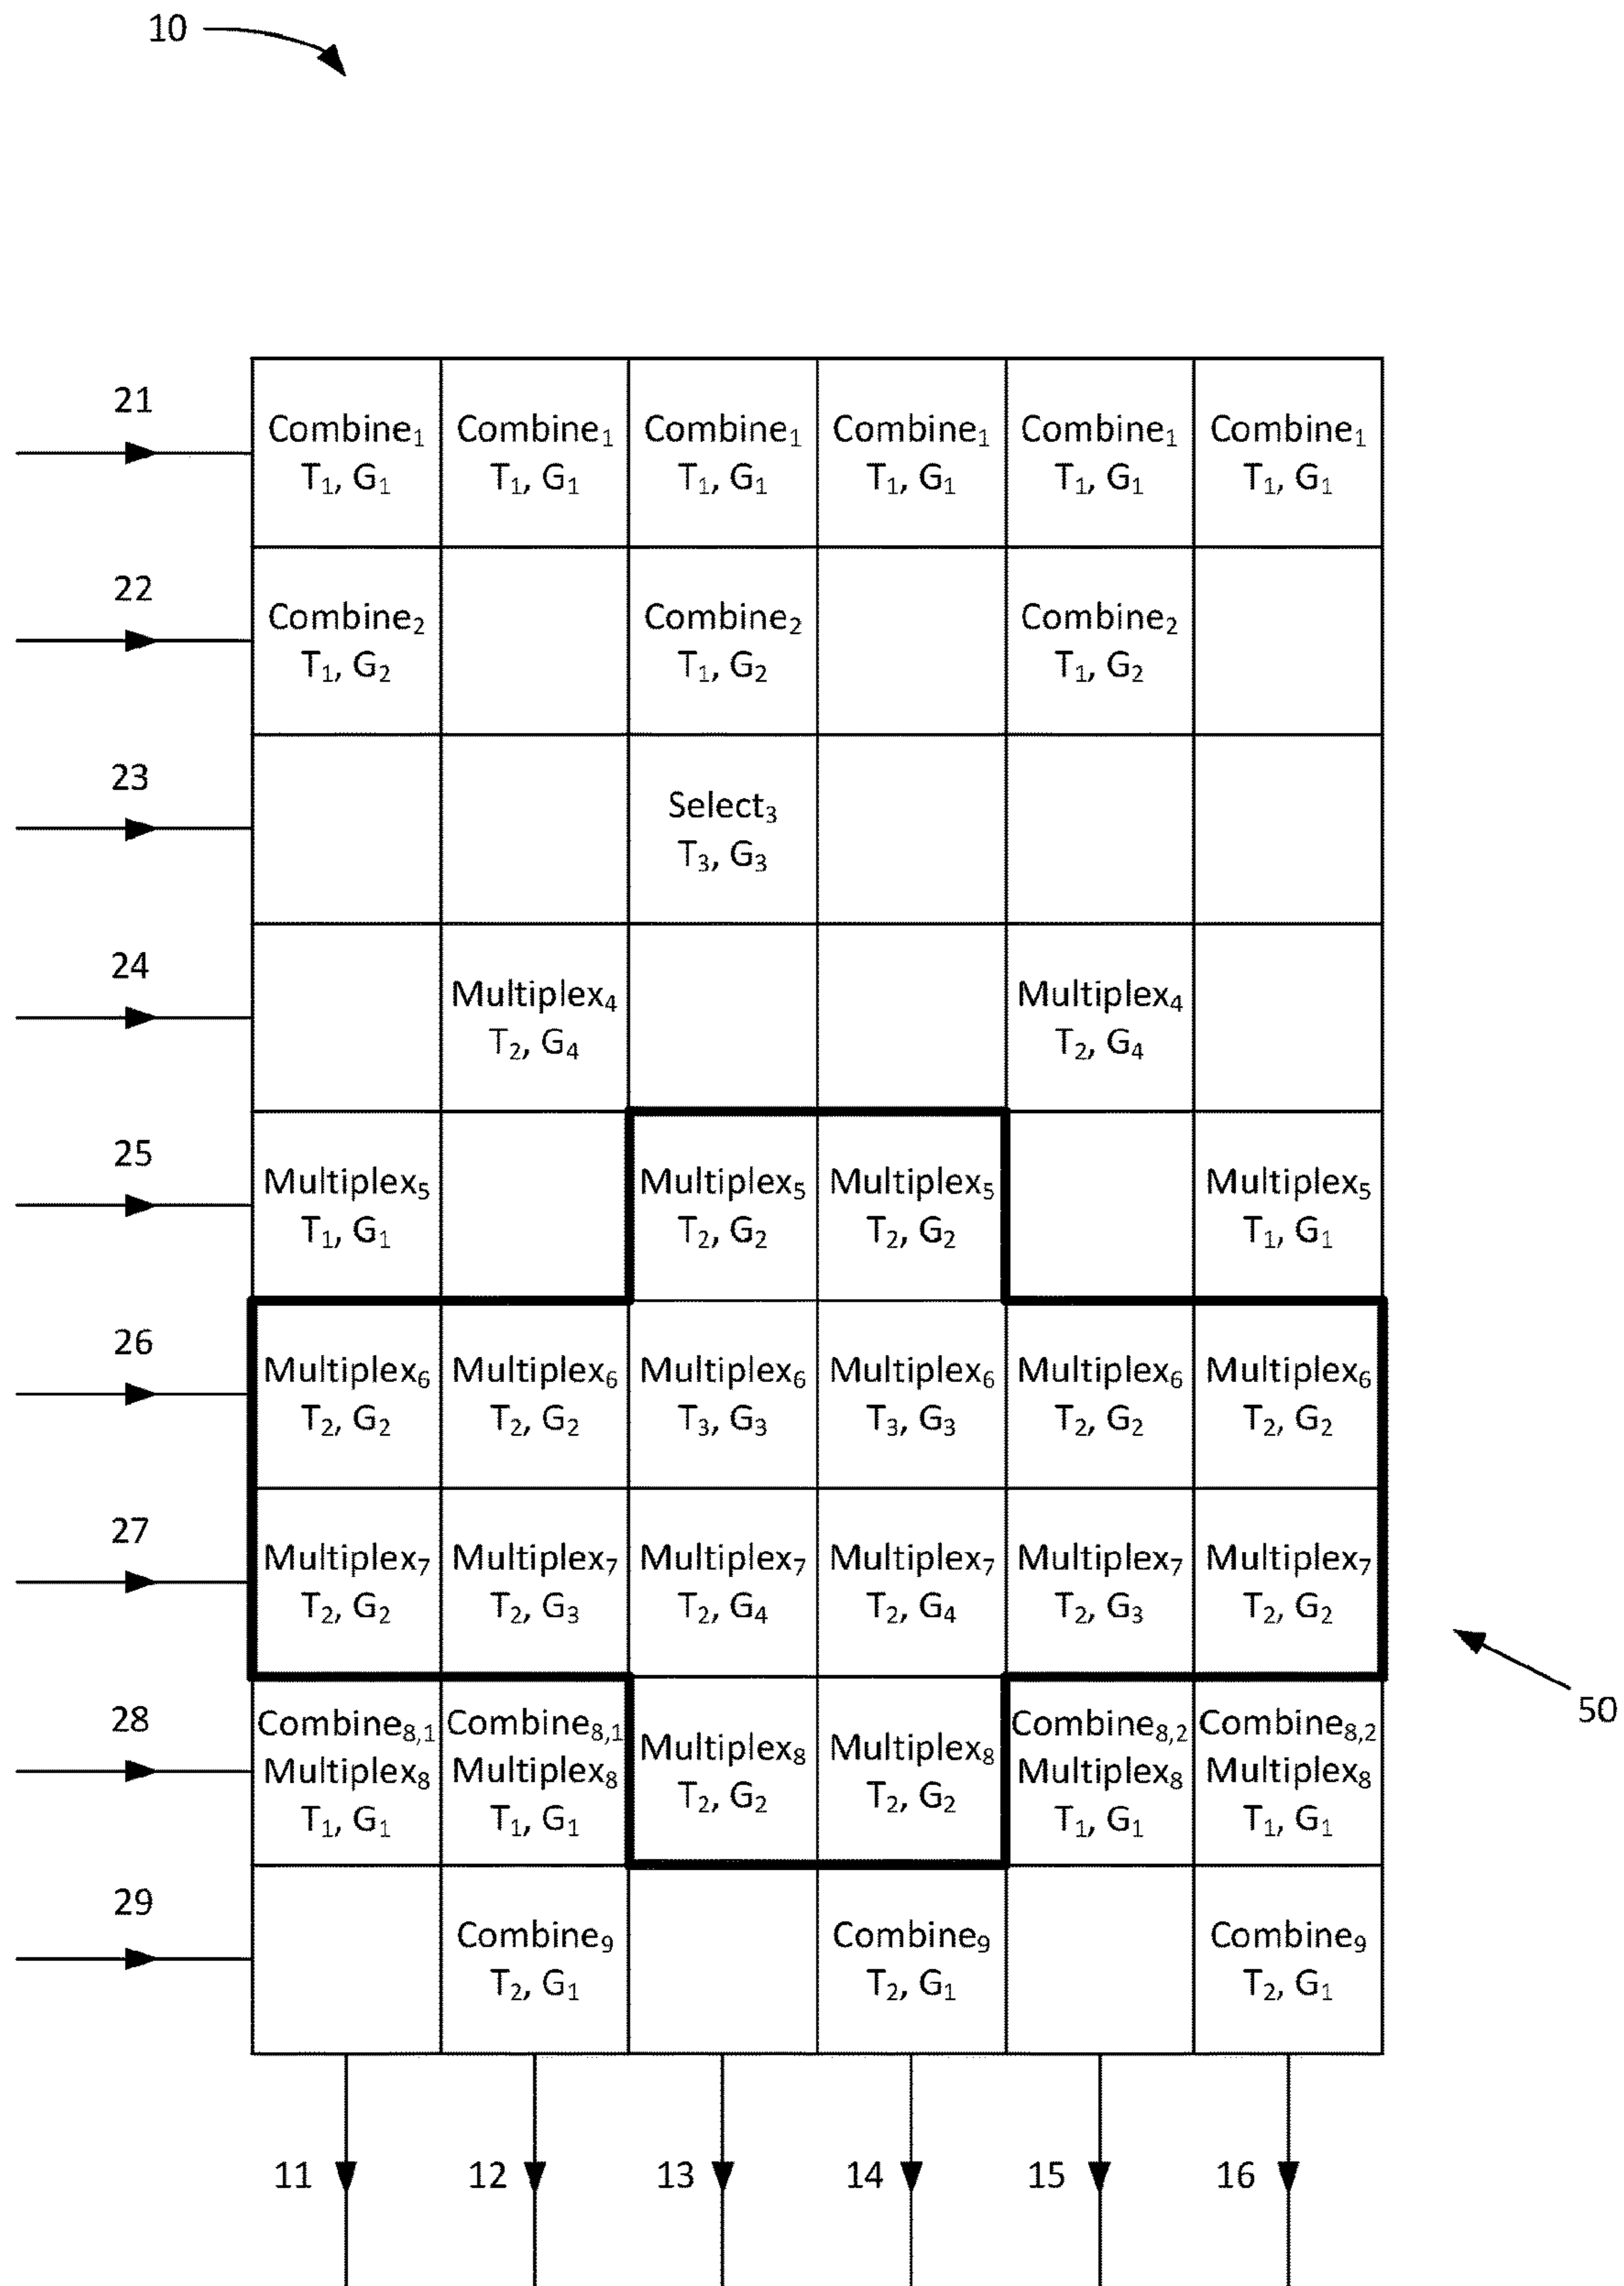 10
21
Combine₁ Combine₁ Combine₁ Combine₁ Combine₁ Combine₁
T₁, G₁ T₁, G₁ T₁, G₁ T₁, G₁ T₁, G₁ T₁, G₁
22
Combine₂ Combine₂ Combine₂
T₁, G₂ T₁, G₂ T₁, G₂
23
Select₃
T₃, G₃
24
Multiplex₄ Multiplex₄
T₂, G₄ T₂, G₄
25
Multiplex₅ Multiplex₅ Multiplex₅ Multiplex₅
T₁, G₁ T₂, G₂ T₂, G₂ T₁, G₁
26
Multiplex₆ Multiplex₆ Multiplex₆ Multiplex₆ Multiplex₆ Multiplex₆
T₂, G₂ T₂, G₂ T₃, G₃ T₃, G₃ T₂, G₂ T₂, G₂
27
Multiplex₇ Multiplex₇ Multiplex₇ Multiplex₇ Multiplex₇ Multiplex₇
T₂, G₂ T₂, G₃ T₂, G₄ T₂, G₄ T₂, G₃ T₂, G₂
50
28
Combine₈,₁ Combine₈,₁ Combine₈,₂ Combine₈,₂
Multiplex₈ Multiplex₈ Multiplex₈ Multiplex₈ Multiplex₈ Multiplex₈
T₁, G₁ T₁, G₁ T₂, G₂ T₂, G₂ T₁, G₁ T₁, G₁
29
Combine₉ Combine₉ Combine₉
T₂, G₁ T₂, G₁ T₂, G₁
11 12 13 14 15 16